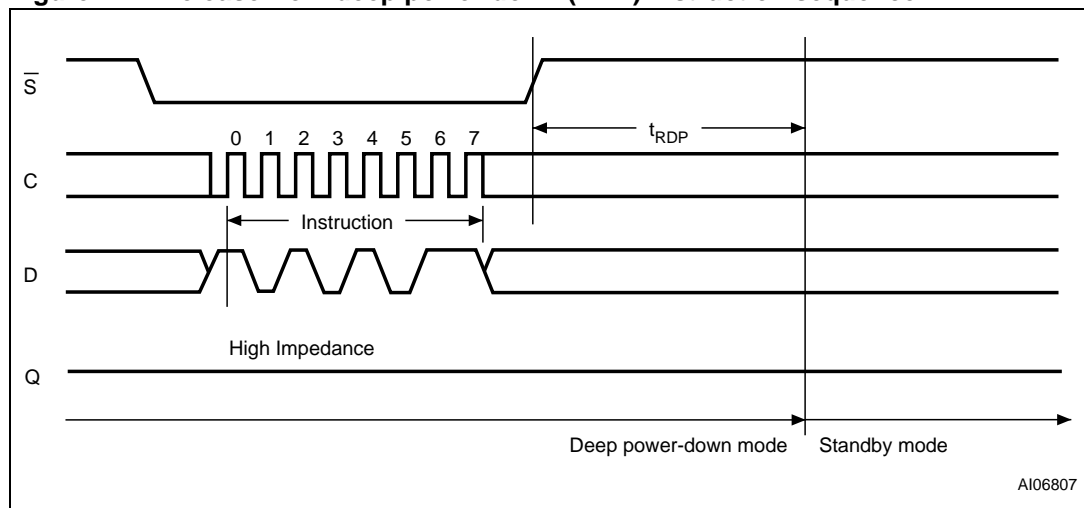 S̅
tRDP
0 1 2 3 4 5 6 7
C
Instruction
D
High Impedance
Q
Deep power-down mode Standby mode
AI06807